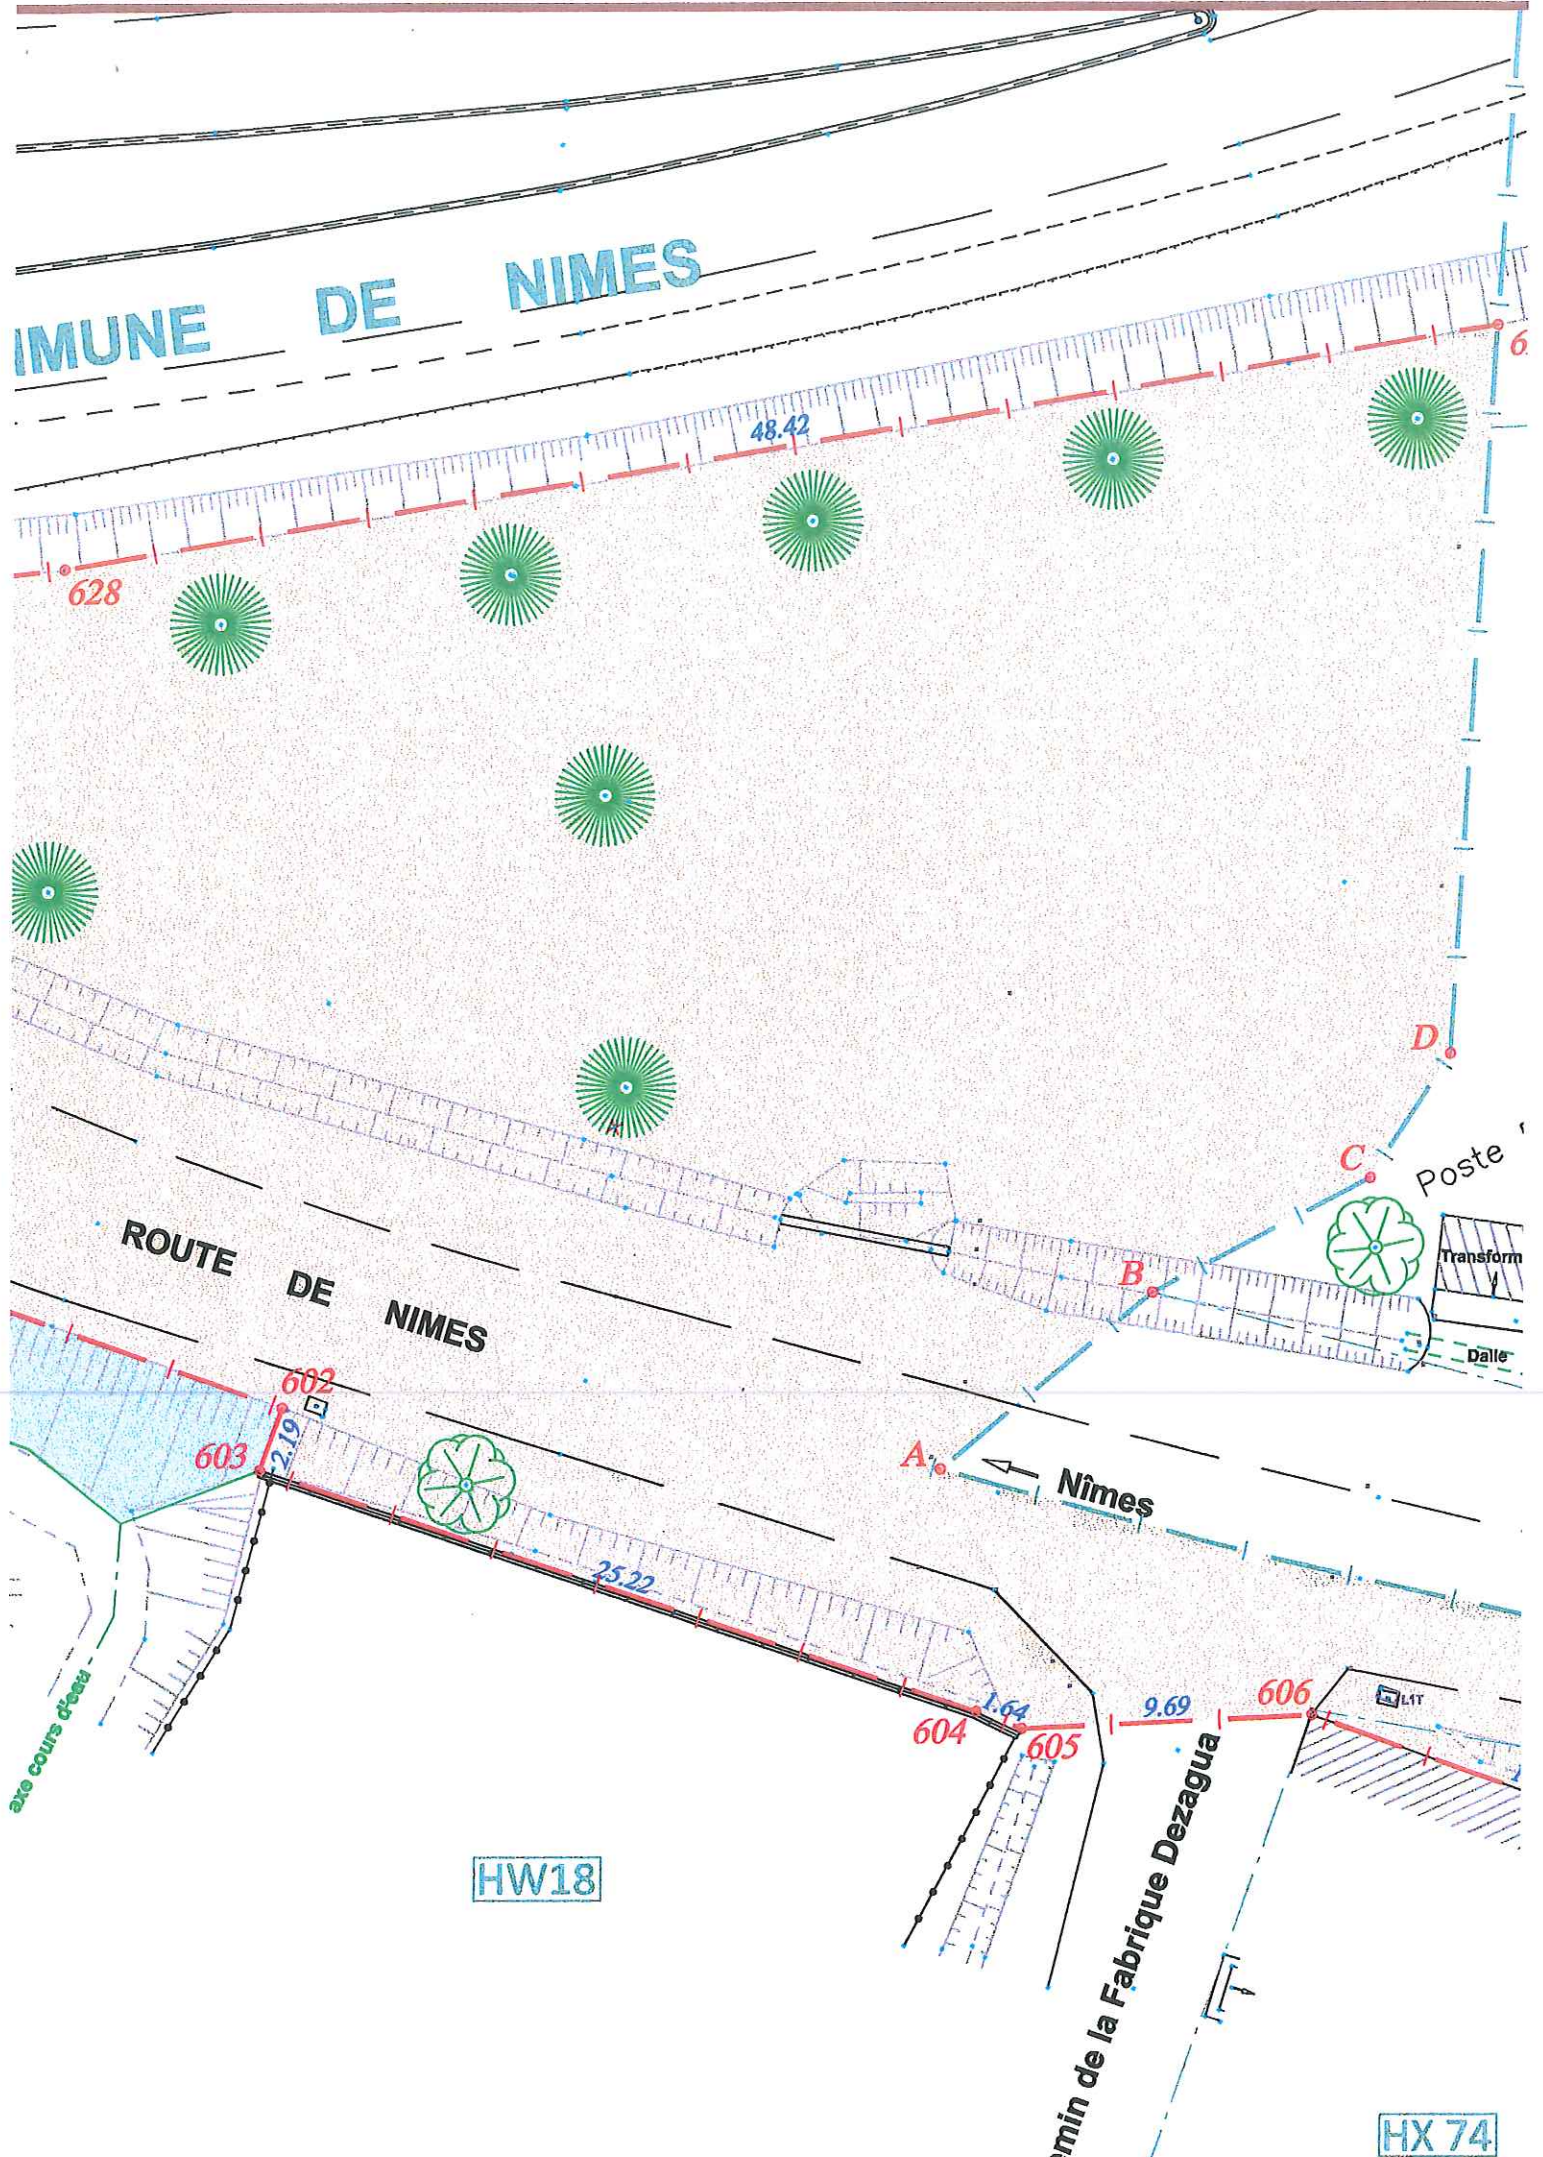 MMUNE DE NIMES
48.42
628
D
C
Poste
B
Transform
Dalle
ROUTE DE NIMES
602
2.19
603
A
Nîmes
25.22
1.64
604
605
9.69
606
L1T
axe cours d'eau
HW18
emin de la Fabrique Dezagua
HX 74